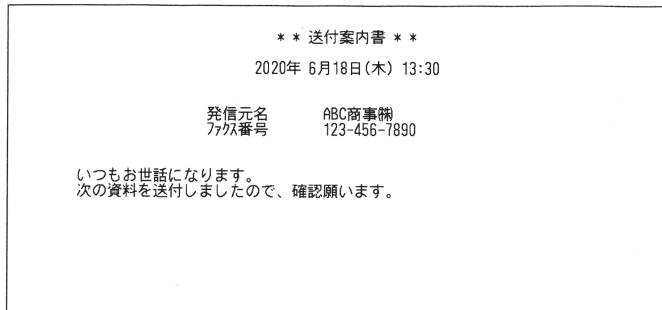 ＊＊ 送付案内書 ＊＊
2020年 6月18日(木) 13:30
発信元名 ABC商事㈱
ﾌｧｸｽ番号 123-456-7890
いつもお世話になります。
次の資料を送付しましたので、確認願います。